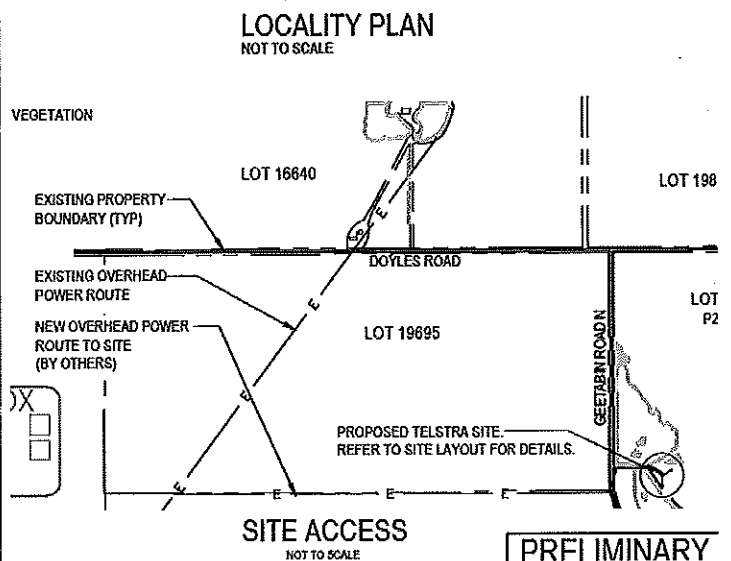 LOCALITY PLAN
NOT TO SCALE
VEGETATION
LOT 16640
LOT 198
EXISTING PROPERTY
BOUNDARY (TYP)
E
DOYLES ROAD
EXISTING OVERHEAD
POWER ROUTE
E
LOT
P2
NEW OVERHEAD POWER
ROUTE TO SITE
(BY OTHERS)
LOT 19695
GEETABIN ROAD N
E
OX
PROPOSED TELSTRA SITE.
REFER TO SITE LAYOUT FOR DETAILS.
E
E
E
E
SITE ACCESS
NOT TO SCALE
PRELIMINARY